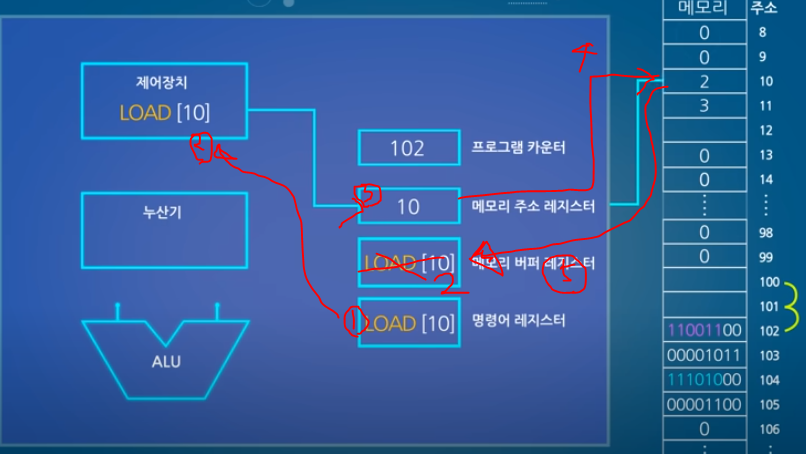 메모리 주소
제어장치
LOAD [10]
②
누산기
ALU
102 프로그램 카운터
③ 10 메모리 주소 레지스터
LOAD [10] 메모리 버퍼 레지스터
2 ⑤
① LOAD [10] 명령어 레지스터
4
0 8
0 9
2 10
3 11
12
0 13
0 14
⋮ ⋮
0 98
0 99
100
101
11001100 102
00001011 103
11101000 104
00001100 105
0 106